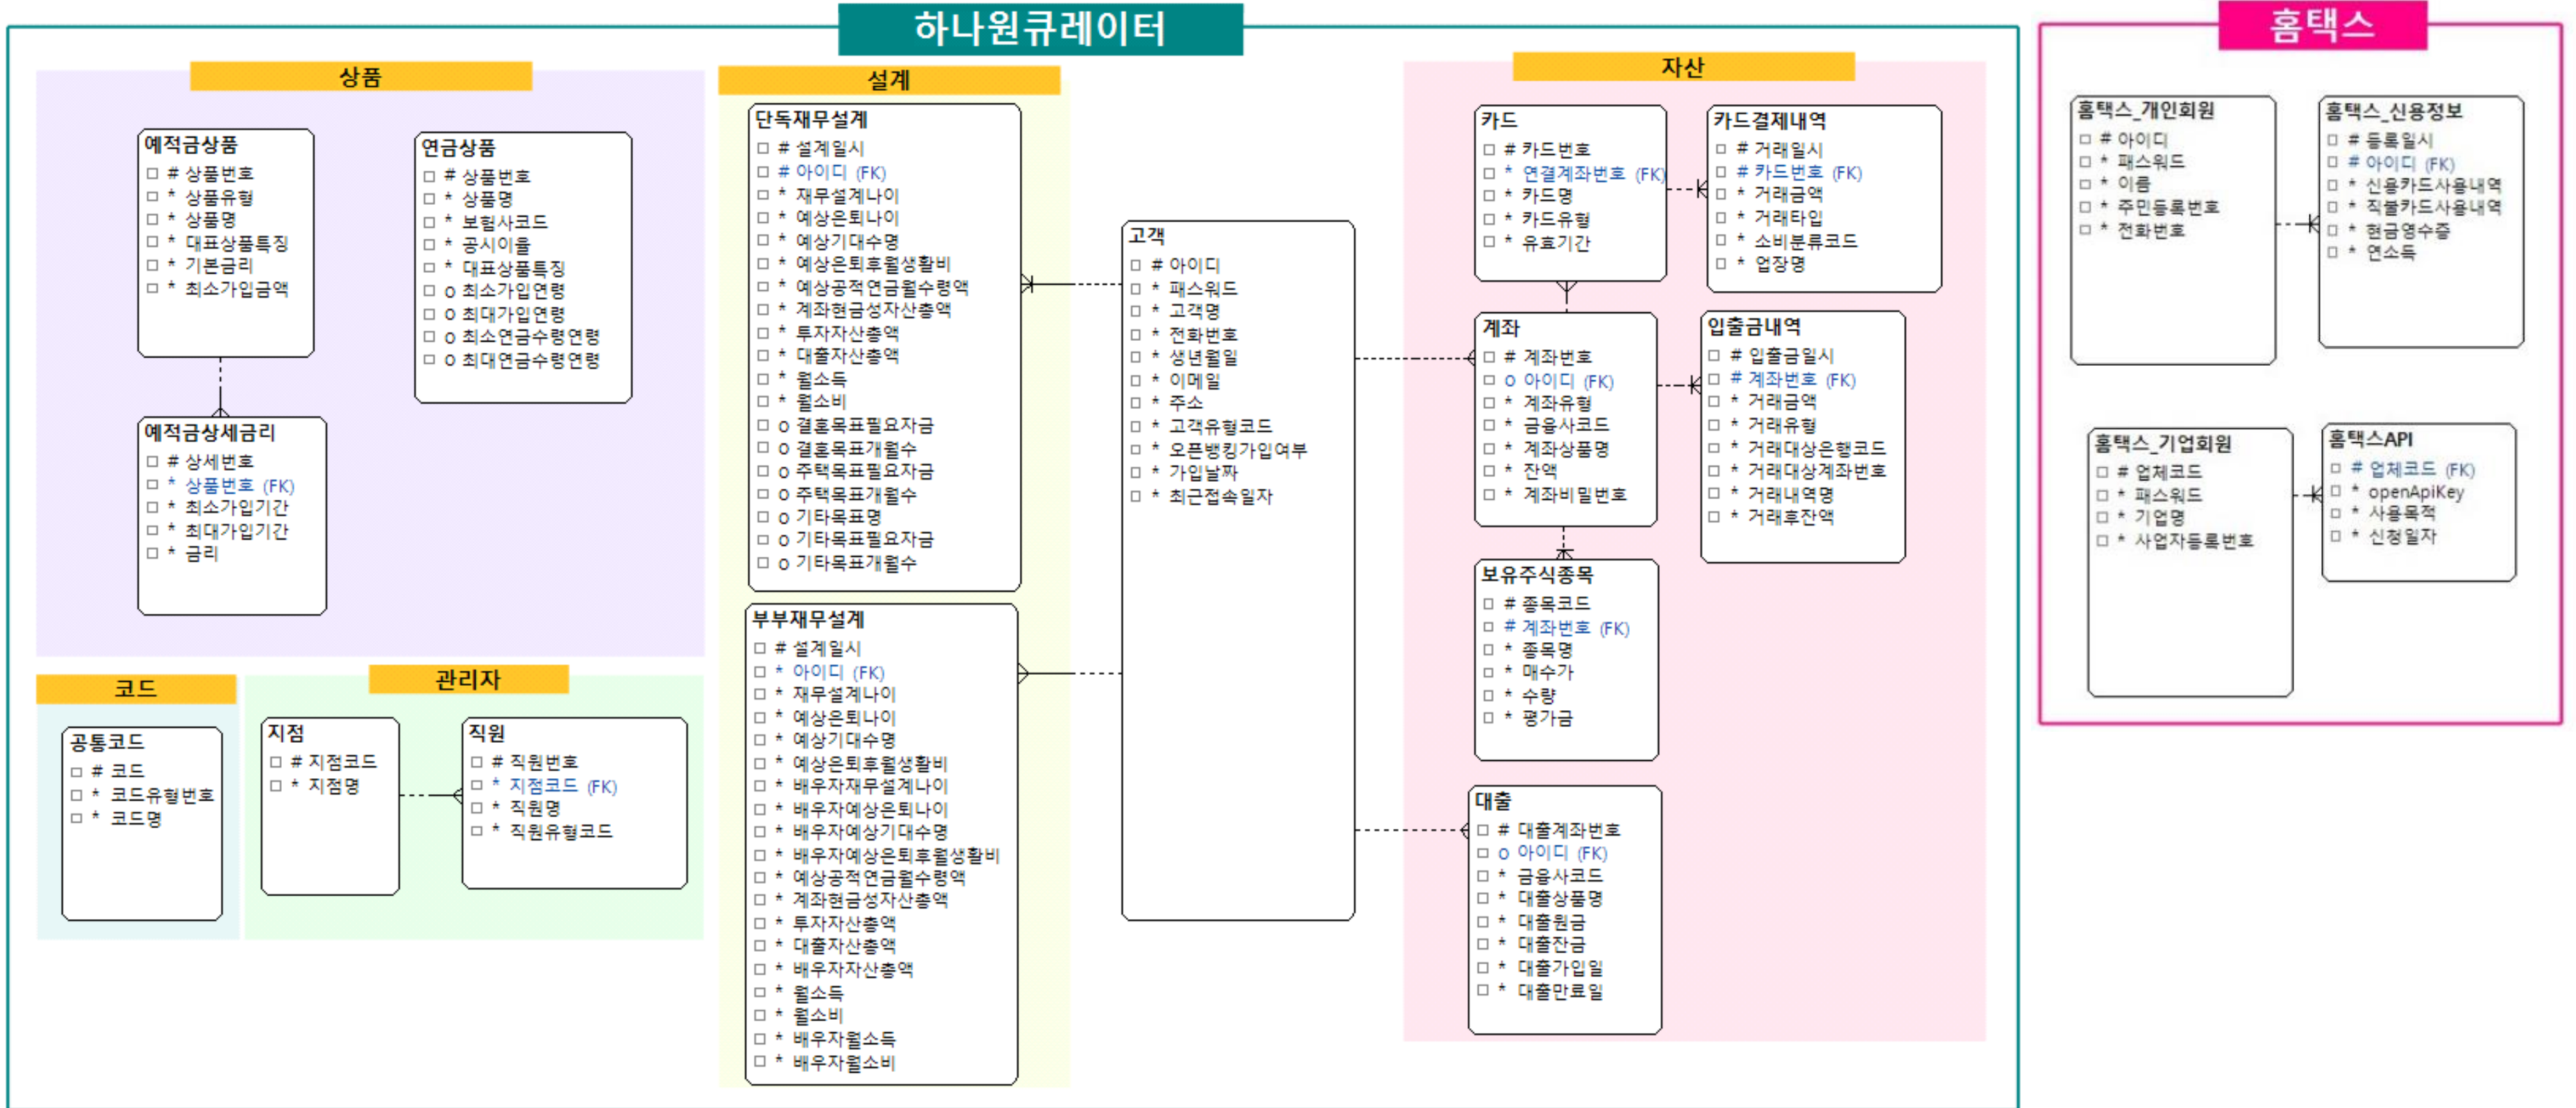 하나원큐레이터
상품
예적금상품
# 상품번호
* 상품유형
* 상품명
* 대표상품특징
* 기본금리
* 최소가입금액
연금상품
# 상품번호
* 상품명
* 보험사코드
* 공시이율
* 대표상품특징
o 최소가입연령
o 최대가입연령
o 최소연금수령연령
o 최대연금수령연령
예적금상세금리
# 상세번호
* 상품번호 (FK)
* 최소가입기간
* 최대가입기간
* 금리
코드
공통코드
# 코드
* 코드유형번호
* 코드명
관리자
지점
# 지점코드
* 지점명
직원
# 직원번호
* 지점코드 (FK)
* 직원명
* 직원유형코드
설계
단독재무설계
# 설계일시
# 아이디 (FK)
* 재무설계나이
* 예상은퇴나이
* 예상기대수명
* 예상은퇴후월생활비
* 예상공적연금월수령액
* 계좌현금성자산총액
* 투자자산총액
* 대출자산총액
* 월소득
* 월소비
o 결혼목표필요자금
o 결혼목표개월수
o 주택목표필요자금
o 주택목표개월수
o 기타목표명
o 기타목표필요자금
o 기타목표개월수
부부재무설계
# 설계일시
* 아이디 (FK)
* 재무설계나이
* 예상은퇴나이
* 예상기대수명
* 예상은퇴후월생활비
* 배우자재무설계나이
* 배우자예상은퇴나이
* 배우자예상기대수명
* 배우자예상은퇴후월생활비
* 예상공적연금월수령액
* 계좌현금성자산총액
* 투자자산총액
* 대출자산총액
* 배우자자산총액
* 월소득
* 월소비
* 배우자월소득
* 배우자월소비
고객
# 아이디
* 패스워드
* 고객명
* 전화번호
* 생년월일
* 이메일
* 주소
* 고객유형코드
* 오픈뱅킹가입여부
* 가입날짜
* 최근접속일자
자산
카드
# 카드번호
* 연결계좌번호 (FK)
* 카드명
* 카드유형
* 유효기간
카드결제내역
# 거래일시
# 카드번호 (FK)
* 거래금액
* 거래타입
* 소비분류코드
* 업장명
계좌
# 계좌번호
o 아이디 (FK)
* 계좌유형
* 금융사코드
* 계좌상품명
* 잔액
* 계좌비밀번호
입출금내역
# 입출금일시
# 계좌번호 (FK)
* 거래금액
* 거래유형
* 거래대상은행코드
* 거래대상계좌번호
* 거래내역명
* 거래후잔액
보유주식종목
# 종목코드
# 계좌번호 (FK)
* 종목명
* 매수가
* 수량
* 평가금
대출
# 대출계좌번호
o 아이디 (FK)
* 금융사코드
* 대출상품명
* 대출원금
* 대출잔금
* 대출가입일
* 대출만료일
홈택스
홈택스_개인회원
# 아이디
* 패스워드
* 이름
* 주민등록번호
* 전화번호
홈택스_신용정보
# 등록일시
# 아이디 (FK)
* 신용카드사용내역
* 직불카드사용내역
* 현금영수증
* 연소득
홈택스_기업회원
# 업체코드
* 패스워드
* 기업명
* 사업자등록번호
홈택스API
# 업체코드 (FK)
* openApiKey
* 사용목적
* 신청일자